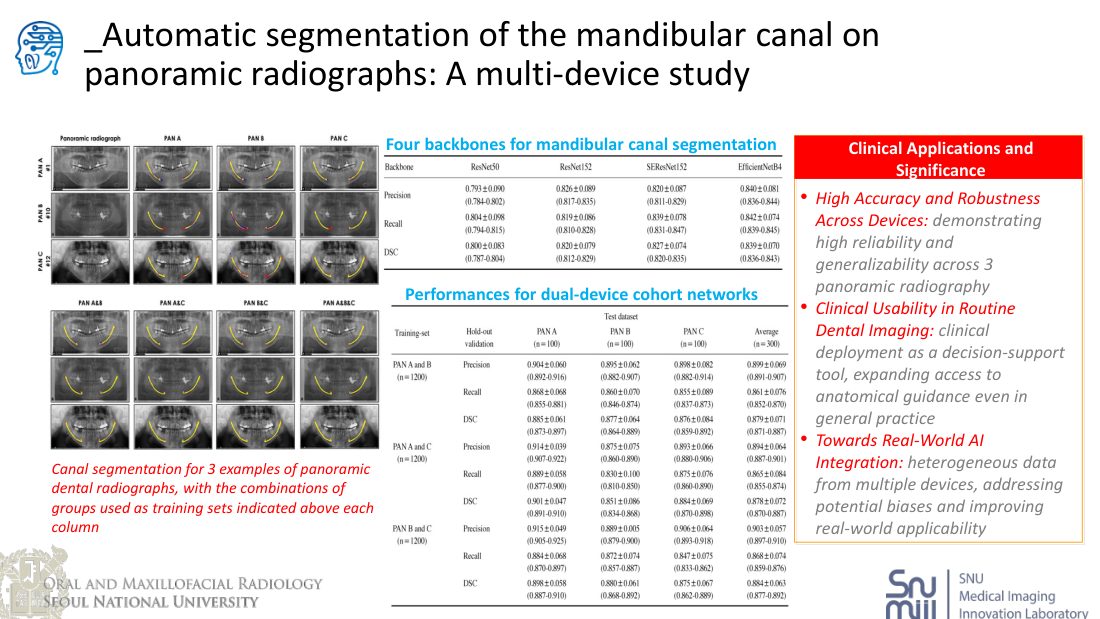 _Automatic segmentation of the mandibular canal on
panoramic radiographs: A multi-device study
Panoramic radiograph PAN A PAN B PAN C
PAN A
#1
PAN B
#10
PAN C
#12
PAN A&B PAN A&C PAN B&C PAN A&B&C
Canal segmentation for 3 examples of panoramic
dental radiographs, with the combinations of
groups used as training sets indicated above each
column
Four backbones for mandibular canal segmentation
Backbone ResNet50 ResNet152 SEResNet152 EfficientNetB4
Precision 0.793±0.090 0.826±0.089 0.820±0.087 0.840±0.081
(0.784-0.802) (0.817-0.835) (0.811-0.829) (0.836-0.844)
Recall 0.804±0.098 0.819±0.086 0.839±0.078 0.842±0.074
(0.794-0.815) (0.810-0.828) (0.831-0.847) (0.839-0.845)
DSC 0.800±0.083 0.820±0.079 0.827±0.074 0.839±0.070
(0.787-0.804) (0.812-0.829) (0.820-0.835) (0.836-0.843)
Performances for dual-device cohort networks
Test dataset
Training-set Hold-out validation PAN A PAN B PAN C Average
(n=100) (n=100) (n=100) (n=300)
PAN A and B Precision 0.904±0.060 0.895±0.062 0.898±0.082 0.899±0.069
(n=1200) (0.892-0.916) (0.882-0.907) (0.882-0.914) (0.891-0.907)
Recall 0.868±0.068 0.860±0.070 0.855±0.089 0.861±0.076
(0.855-0.881) (0.846-0.874) (0.837-0.873) (0.852-0.870)
DSC 0.885±0.061 0.877±0.064 0.876±0.084 0.879±0.071
(0.873-0.897) (0.864-0.889) (0.859-0.892) (0.871-0.887)
PAN A and C Precision 0.914±0.039 0.875±0.075 0.893±0.066 0.894±0.064
(n=1200) (0.907-0.922) (0.860-0.890) (0.880-0.906) (0.887-0.901)
Recall 0.889±0.058 0.830±0.100 0.875±0.076 0.865±0.084
(0.877-0.900) (0.810-0.850) (0.860-0.890) (0.855-0.874)
DSC 0.901±0.047 0.851±0.086 0.884±0.069 0.878±0.072
(0.891-0.910) (0.834-0.868) (0.870-0.898) (0.870-0.887)
PAN B and C Precision 0.915±0.049 0.889±0.005 0.906±0.064 0.903±0.057
(n=1200) (0.905-0.925) (0.879-0.900) (0.893-0.918) (0.897-0.910)
Recall 0.884±0.068 0.872±0.074 0.847±0.075 0.868±0.074
(0.870-0.897) (0.857-0.887) (0.833-0.862) (0.859-0.876)
DSC 0.898±0.058 0.880±0.061 0.875±0.067 0.884±0.063
(0.887-0.910) (0.868-0.892) (0.862-0.889) (0.877-0.892)
Clinical Applications and
Significance
• High Accuracy and Robustness
Across Devices: demonstrating
high reliability and
generalizability across 3
panoramic radiography
• Clinical Usability in Routine
Dental Imaging: clinical
deployment as a decision-support
tool, expanding access to
anatomical guidance even in
general practice
• Towards Real-World AI
Integration: heterogeneous data
from multiple devices, addressing
potential biases and improving
real-world applicability
ORAL AND MAXILLOFACIAL RADIOLOGY
SEOUL NATIONAL UNIVERSITY
SNU
Medical Imaging
Innovation Laboratory